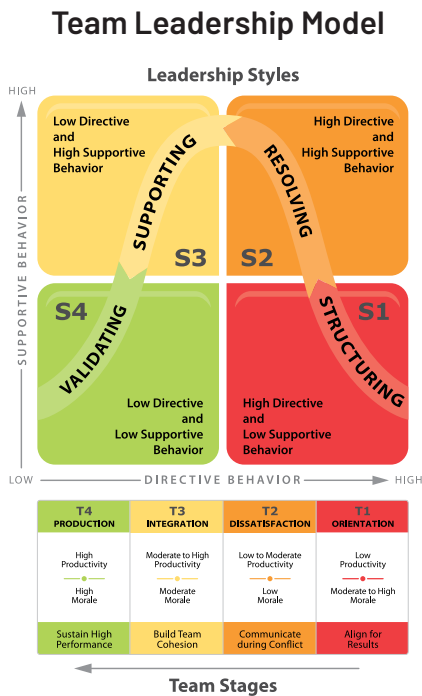 Team Leadership Model
Leadership Styles
HIGH
SUPPORTIVE BEHAVIOR
LOW
Low Directive
and
High Supportive
Behavior
SUPPORTING
S3
High Directive
and
High Supportive
Behavior
RESOLVING
S2
S4
VALIDATING
Low Directive
and
Low Supportive
Behavior
S1
STRUCTURING
High Directive
and
Low Supportive
Behavior
DIRECTIVE BEHAVIOR
HIGH
T4
PRODUCTION
High
Productivity
High
Morale
Sustain High
Performance
T3
INTEGRATION
Moderate to High
Productivity
Moderate
Morale
Build Team
Cohesion
T2
DISSATISFACTION
Low to Moderate
Productivity
Low
Morale
Communicate
during Conflict
T1
ORIENTATION
Low
Productivity
Moderate to High
Morale
Align for
Results
Team Stages